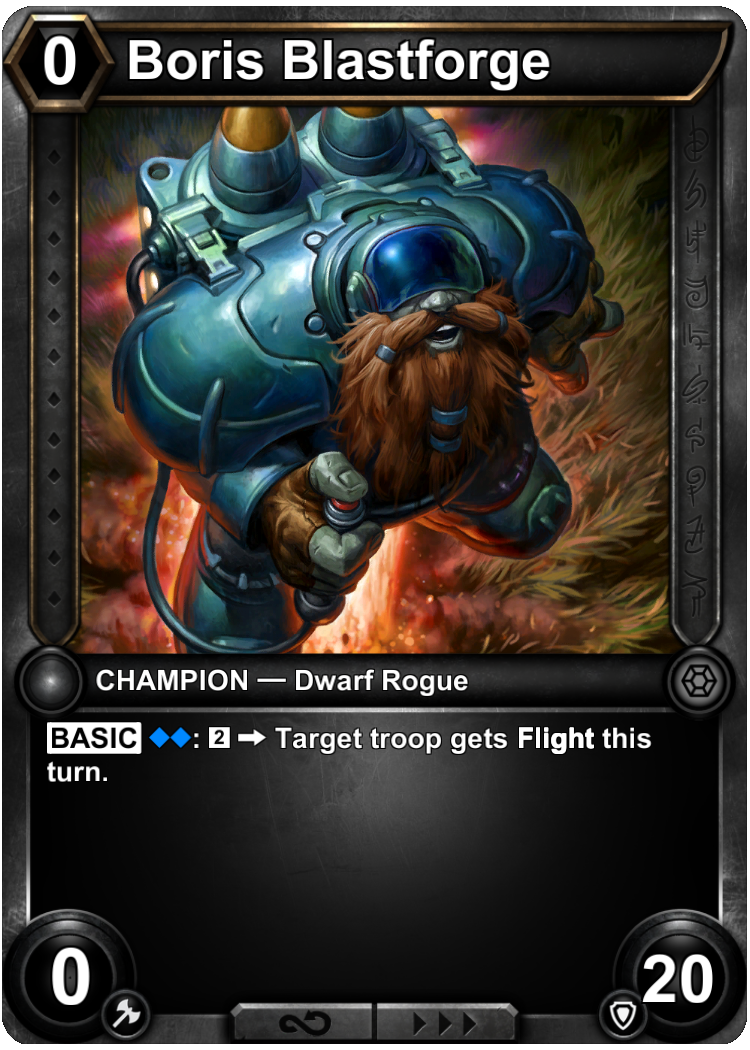 0 Boris Blastforge
CHAMPION — Dwarf Rogue
BASIC ◆◆: 2 → Target troop gets Flight this
turn.
0 20